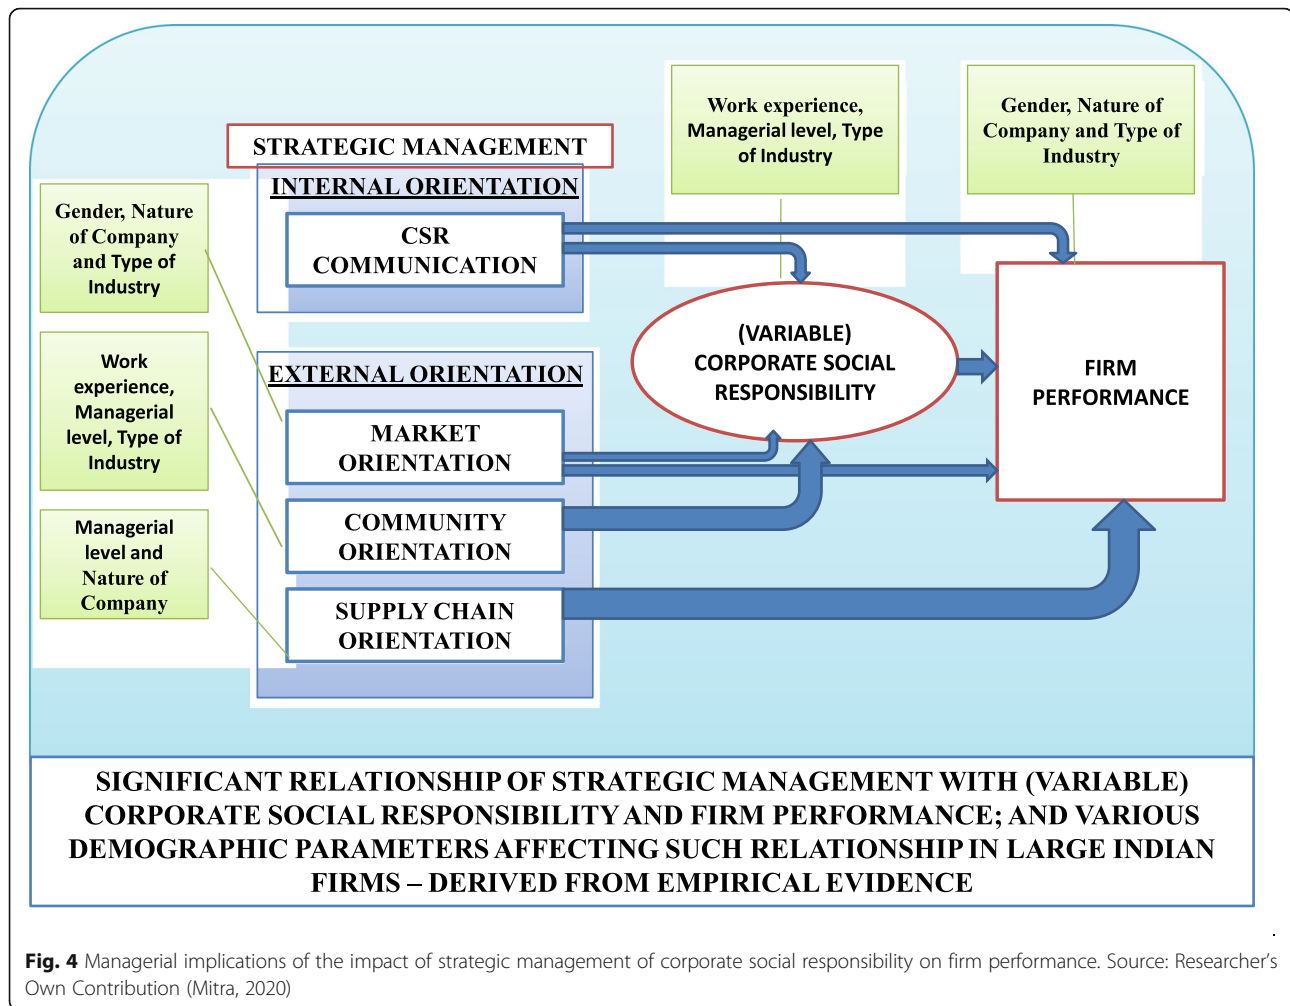 Work experience,
Managerial level, Type
of Industry
Gender, Nature of
Company and Type of
Industry
STRATEGIC MANAGEMENT
INTERNAL ORIENTATION
CSR
COMMUNICATION
Gender, Nature
of Company
and Type of
Industry
(VARIABLE)
CORPORATE SOCIAL
RESPONSIBILITY
FIRM
PERFORMANCE
Work
experience,
Managerial
level, Type of
Industry
EXTERNAL ORIENTATION
MARKET
ORIENTATION
COMMUNITY
ORIENTATION
Managerial
level and
Nature of
Company
SUPPLY CHAIN
ORIENTATION
SIGNIFICANT RELATIONSHIP OF STRATEGIC MANAGEMENT WITH (VARIABLE)
CORPORATE SOCIAL RESPONSIBILITY AND FIRM PERFORMANCE; AND VARIOUS
DEMOGRAPHIC PARAMETERS AFFECTING SUCH RELATIONSHIP IN LARGE INDIAN
FIRMS – DERIVED FROM EMPIRICAL EVIDENCE
.
Fig. 4 Managerial implications of the impact of strategic management of corporate social responsibility on firm performance. Source: Researcher's
Own Contribution (Mitra, 2020)